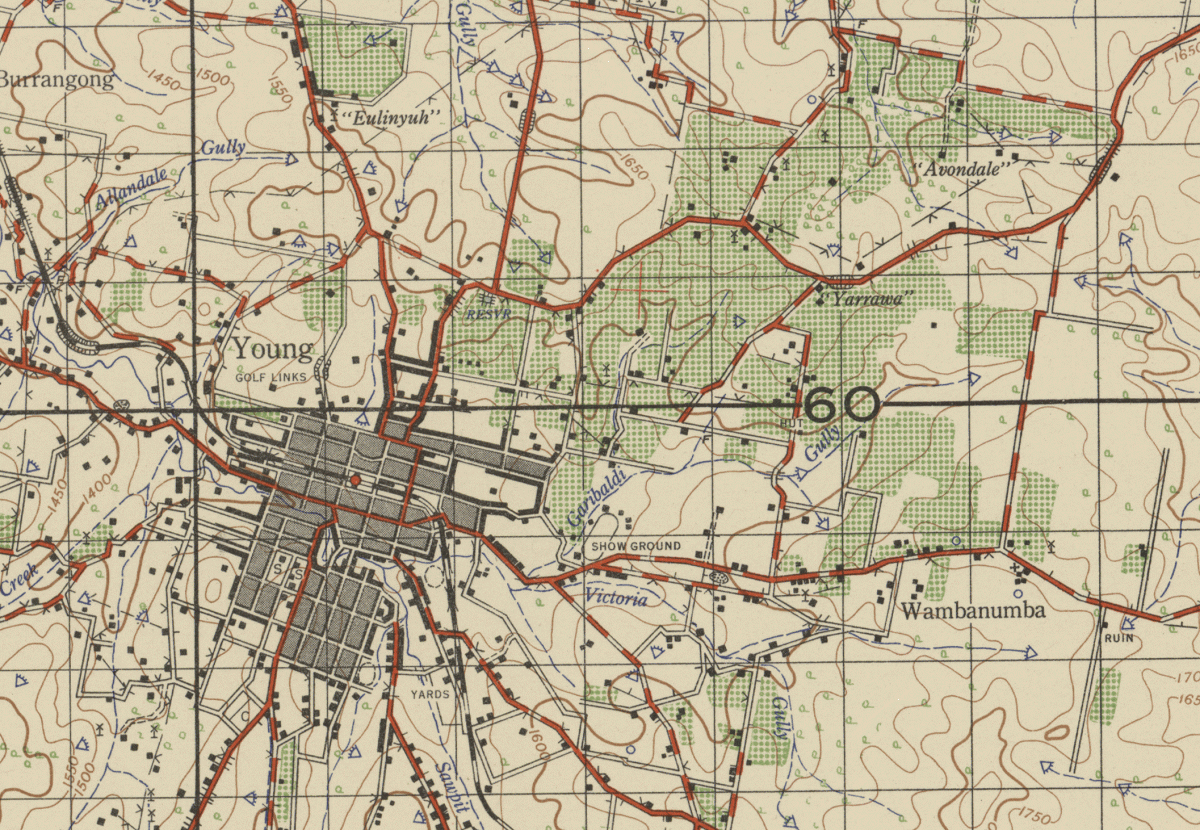 Gully
Burrangong
1450
1500
1550
"Eulinyuh"
1650
1650
Gully
Allandale
"Avondale"
F
F
RESVR
"Yarrawa"
Young
GOLF LINKS
60
HUT
F
Gully
1450
1400
Garibaldi
SHOW GROUND
S
S
Creek
Victoria
Wambanumba
RUIN
YARDS
C
Gully
1600
1550
1500
Sawpit
1750